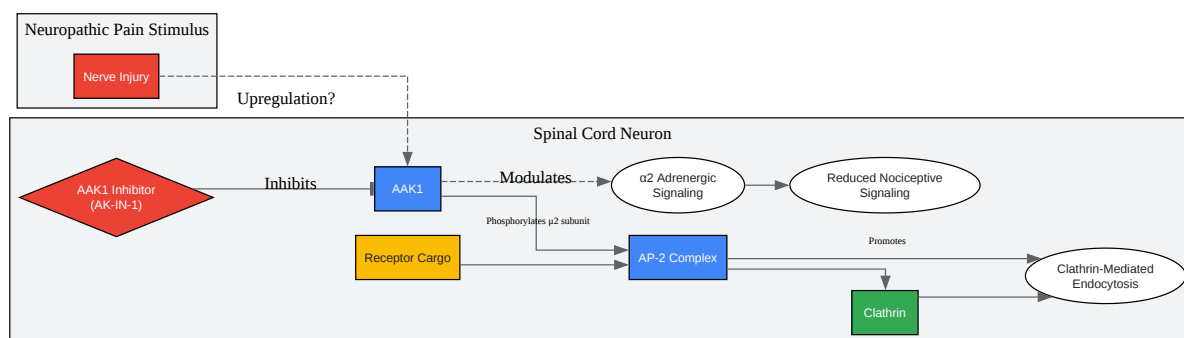 Neuropathic Pain Stimulus
Nerve Injury
Upregulation?
Spinal Cord Neuron
AAK1 Inhibitor
(AK-IN-1)
Inhibits
AAK1
Modulates
α2 Adrenergic
Signaling
Reduced Nociceptive
Signaling
Phosphorylates μ2 subunit
Receptor Cargo
AP-2 Complex
Promotes
Clathrin-Mediated
Endocytosis
Clathrin